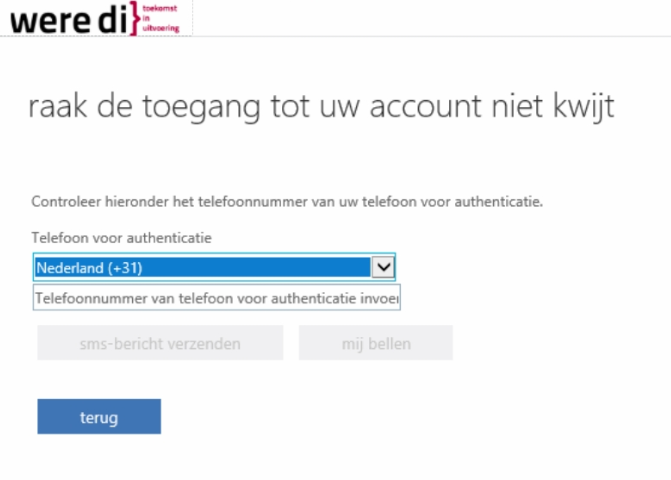 were di} toekomst
in
uitvoering
raak de toegang tot uw account niet kwijt
Controleer hieronder het telefoonnummer van uw telefoon voor authenticatie.
Telefoon voor authenticatie
Nederland (+31)
Telefoonnummer van telefoon voor authenticatie invoe
sms-bericht verzenden
mij bellen
terug